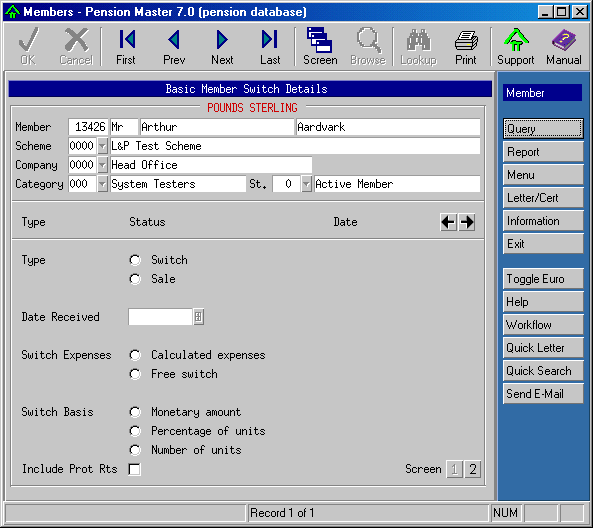 Members - Pension Master 7.0 (pension database)
OK Cancel First Prev Next Last Screen Browse Lookup Print Support Manual
Basic Member Switch Details
POUNDS STERLING
Member 13426 Mr Arthur Aardvark
Scheme 0000 L&P Test Scheme
Company 0000 Head Office
Category 000 System Testers St. 0 Active Member
Type Status Date
Type Switch
Sale
Date Received
Switch Expenses Calculated expenses
Free switch
Switch Basis Monetary amount
Percentage of units
Number of units
Include Prot Rts Screen 1 2
Member
Query
Report
Menu
Letter/Cert
Information
Exit
Toggle Euro
Help
Workflow
Quick Letter
Quick Search
Send E-Mail
Record 1 of 1 NUM